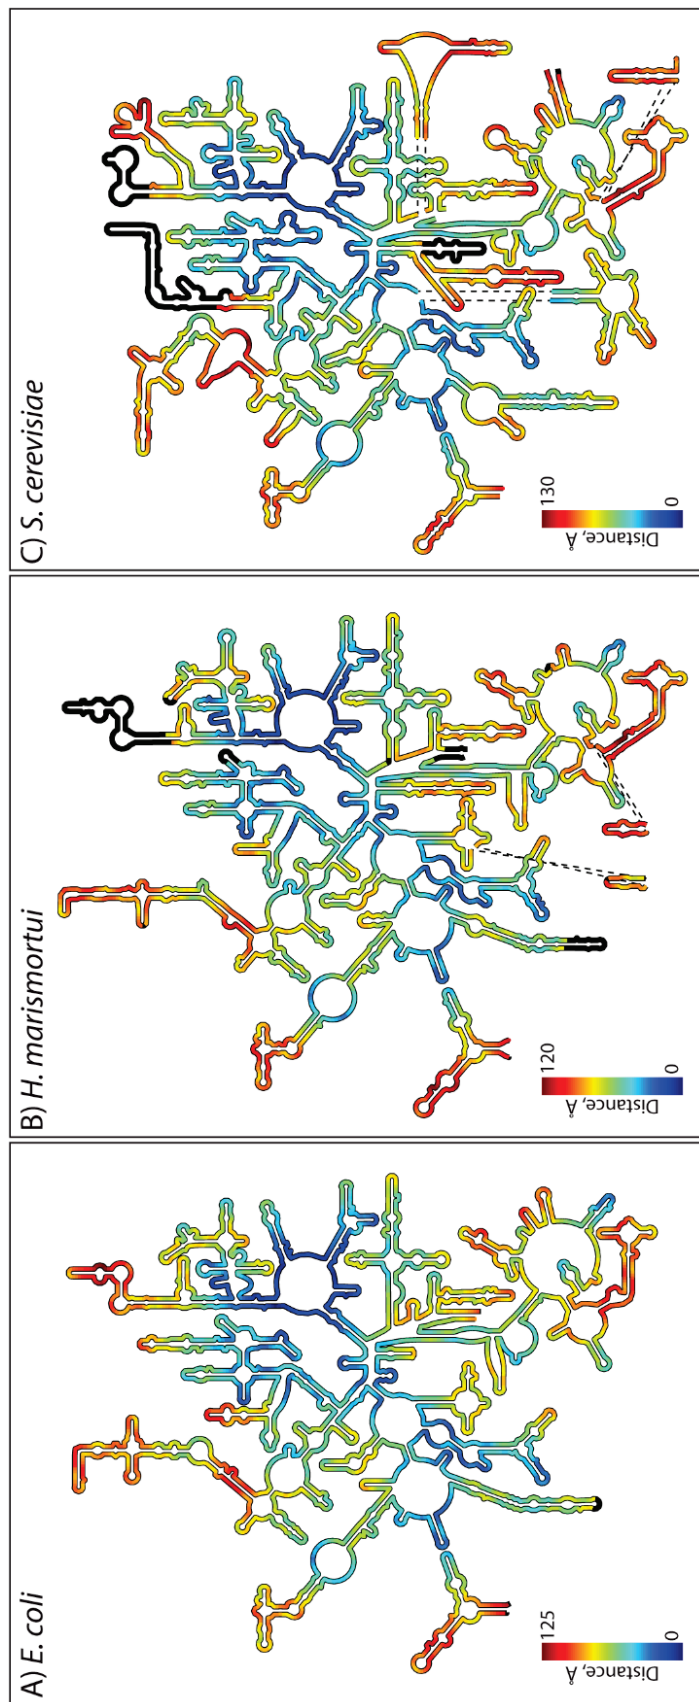 A) E. coli
125
Distance, Å
0
B) H. marismortui
120
Distance, Å
0
C) S. cerevisiae
130
Distance, Å
0